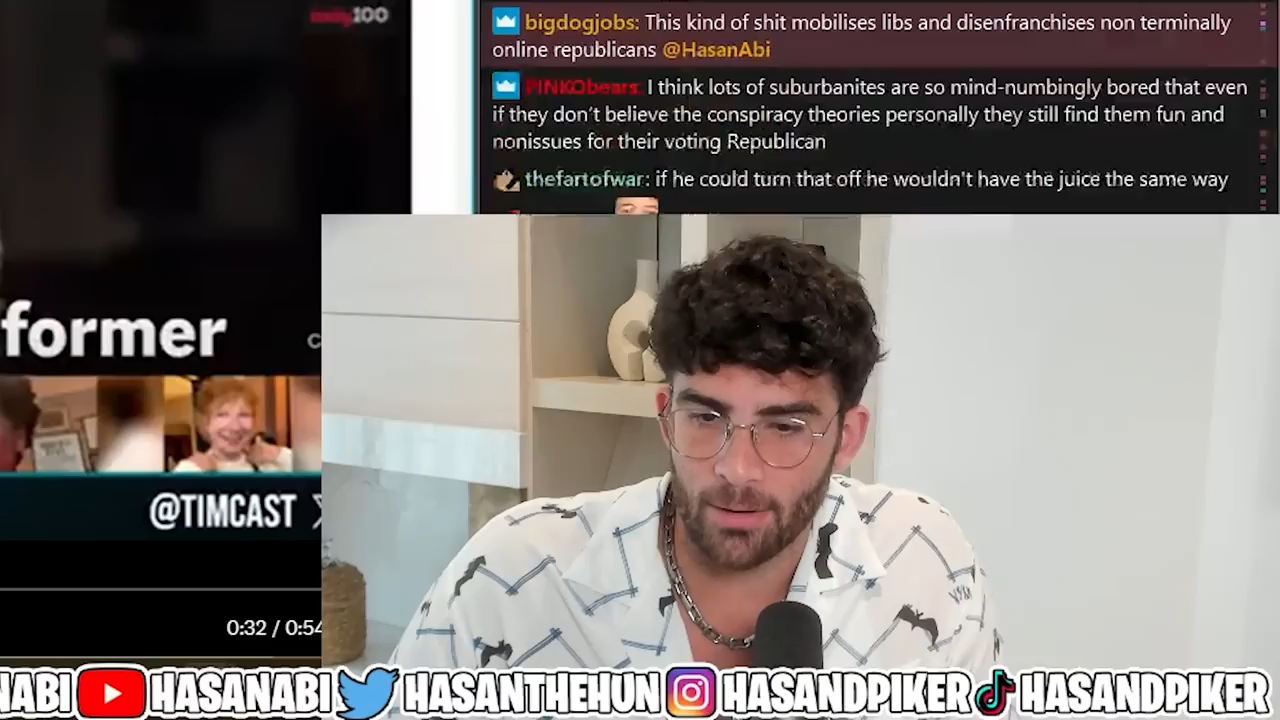 indy100
bigdogjobs: This kind of shit mobilises libs and disenfranchises non terminally
online republicans @HasanAbi
PINKObears: I think lots of suburbanites are so mind-numbingly bored that even
if they don't believe the conspiracy theories personally they still find them fun and
nonissues for their voting Republican
thefartofwar: if he could turn that off he wouldn't have the juice the same way
former
@TIMCAST
0:32 / 0:54
NABI HASANABI HASANTHEHUN HASANDPIKER HASANDPIKER